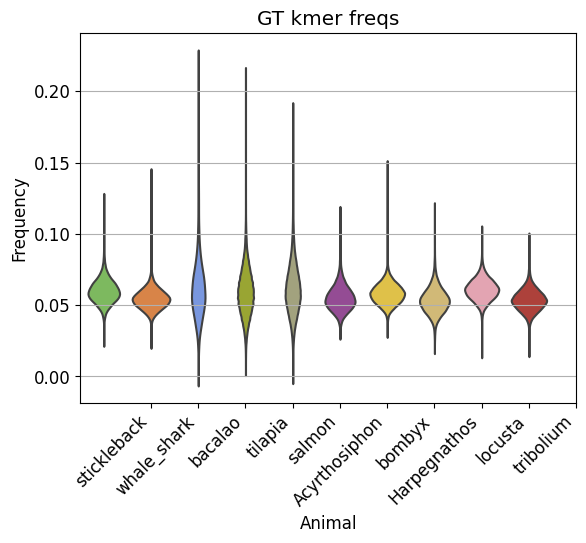 GT kmer freqs
Frequency
0.20
0.15
0.10
0.05
0.00
stickleback
whale_shark
bacalao
tilapia
salmon
Acyrthosiphon
bombyx
Harpegnathos
locusta
tribolium
Animal